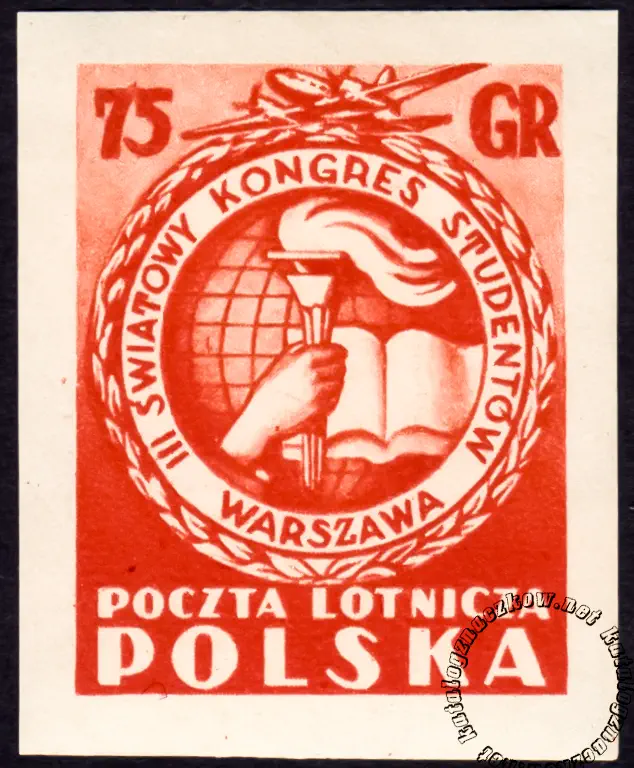 75 GR
III ŚWIATOWY KONGRES STUDENTÓW
WARSZAWA
POCZTA LOTNICZA
POLSKA
katalogznaczkow.net